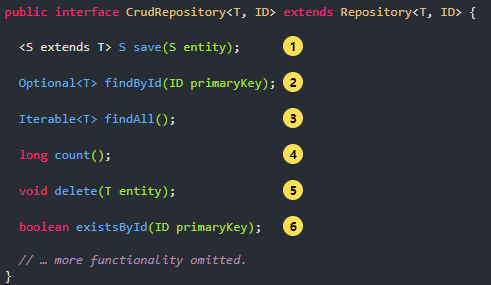 public interface CrudRepository<T, ID> extends Repository<T, ID> {
<S extends T> S save(S entity); 1
Optional<T> findById(ID primaryKey); 2
Iterable<T> findAll(); 3
long count(); 4
void delete(T entity); 5
boolean existsById(ID primaryKey); 6
// … more functionality omitted.
}